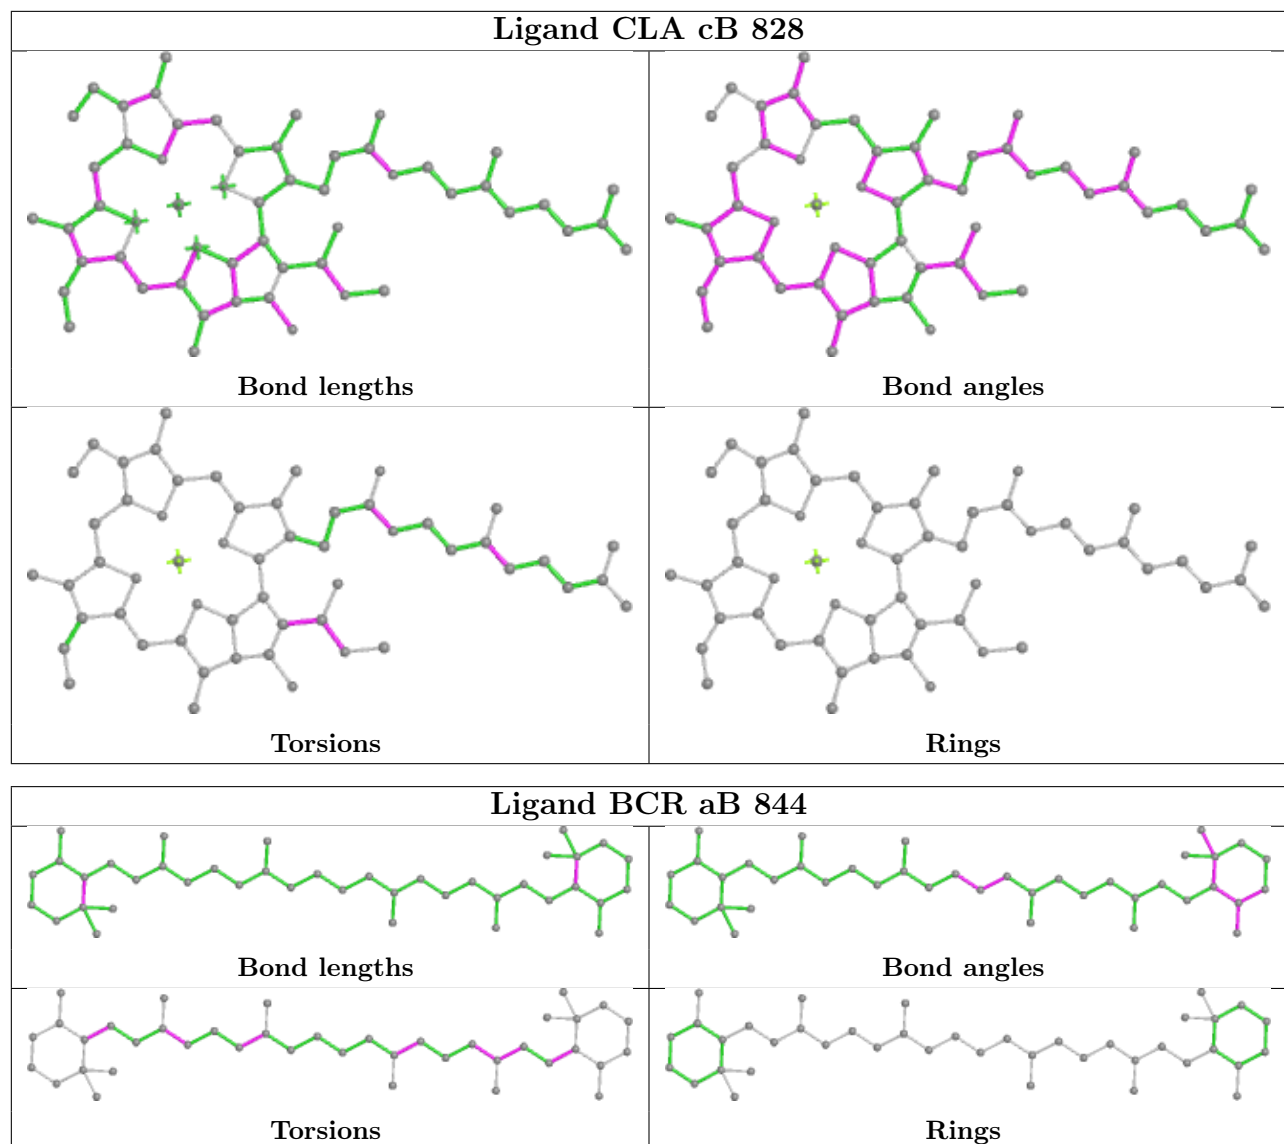 Ligand CLA cB 828
Bond lengths
Bond angles
Torsions
Rings
Ligand BCR aB 844
Bond lengths
Bond angles
Torsions
Rings